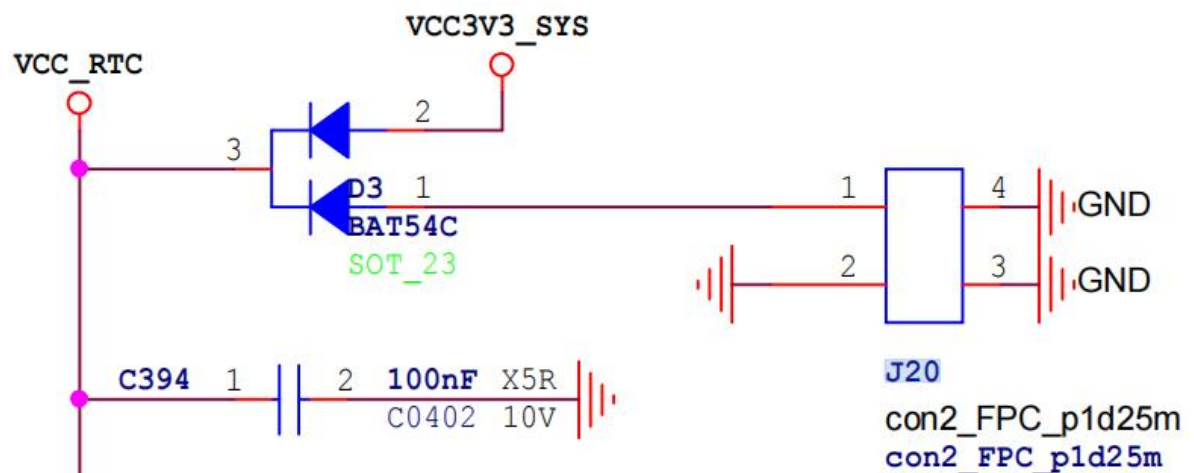 VCC3V3_SYS
VCC_RTC
2
3
D3 1
BAT54C
SOT_23
1 4 GND
2 3 GND
C394 1 2 100nF X5R
C0402 10V
J20
con2_FPC_p1d25m
con2_FPC_p1d25m